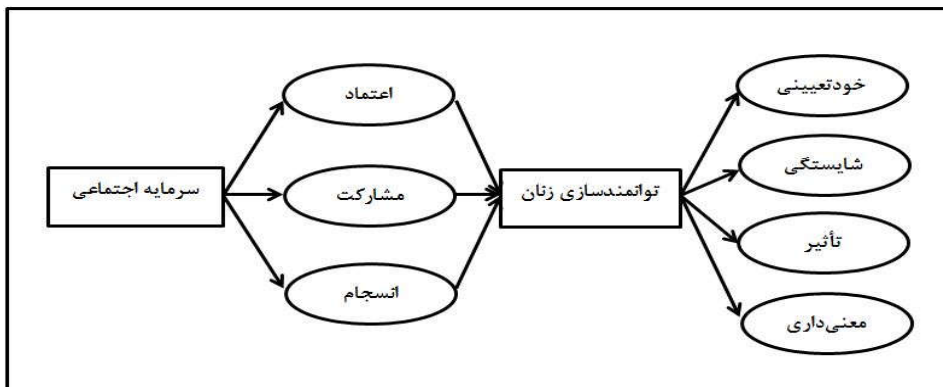 سرمایه اجتماعی
اعتماد
مشارکت
انسجام
توانمندسازی زنان
خودتعیینی
شایستگی
تأثیر
معنی‌داری